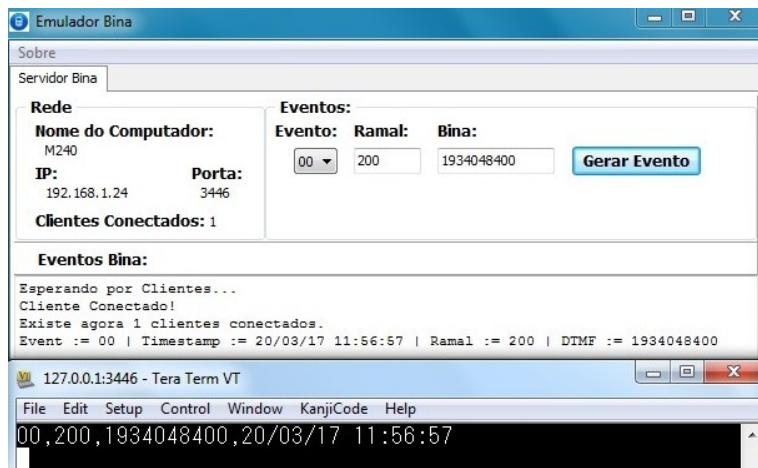 Emulador Bina
Sobre
Servidor Bina
Rede
Nome do Computador:
M240
IP: Porta:
192.168.1.24 3446
Clientes Conectados: 1
Eventos:
Evento: Ramal: Bina:
00 200 1934048400 Gerar Evento
Eventos Bina:
Esperando por Clientes...
Cliente Conectado!
Existe agora 1 clientes conectados.
Event := 00 | Timestamp := 20/03/17 11:56:57 | Ramal := 200 | DTMF := 1934048400
127.0.0.1:3446 - Tera Term VT
File Edit Setup Control Window KanjiCode Help
00,200,1934048400,20/03/17 11:56:57